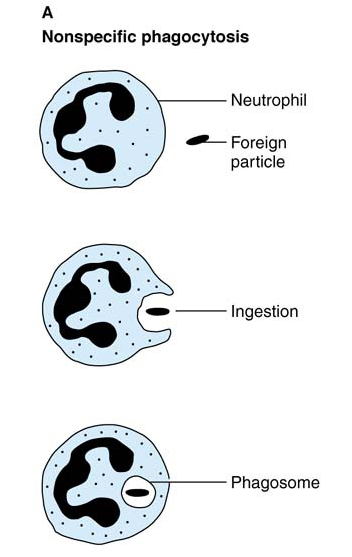 A
Nonspecific phagocytosis
Neutrophil
Foreign
particle
Ingestion
Phagosome